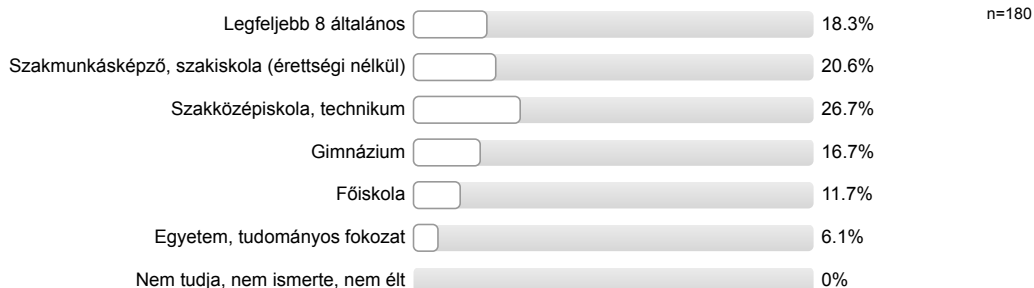 Legfeljebb 8 általános 18.3% n=180
Szakmunkásképző, szakiskola (érettségi nélkül) 20.6%
Szakközépiskola, technikum 26.7%
Gimnázium 16.7%
Főiskola 11.7%
Egyetem, tudományos fokozat 6.1%
Nem tudja, nem ismerte, nem élt 0%